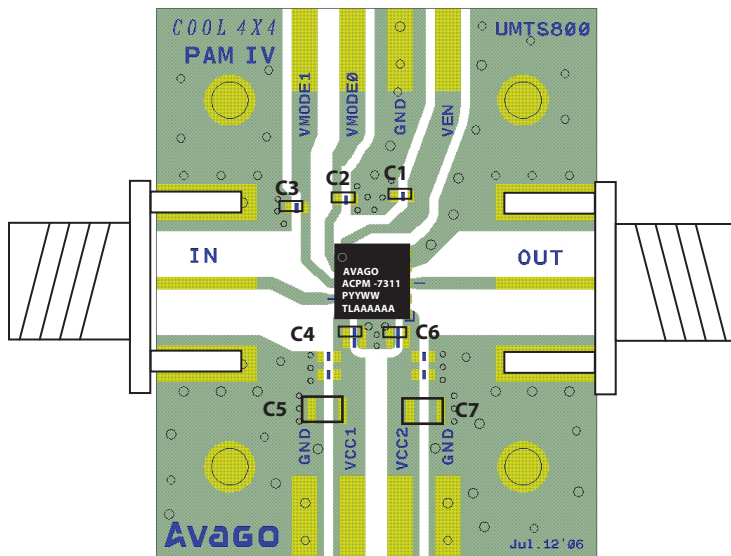 COOL 4X4
UMTS800
PAM IV
VMODE1
VMODE0
GND
VEN
C3
C2
C1
IN
OUT
AVAGO
ACPM -7311
PYYWW
TLAAAAAA
C4
C6
C5
C7
GND
VCC1
VCC2
GND
AVAGO
Jul.12'06